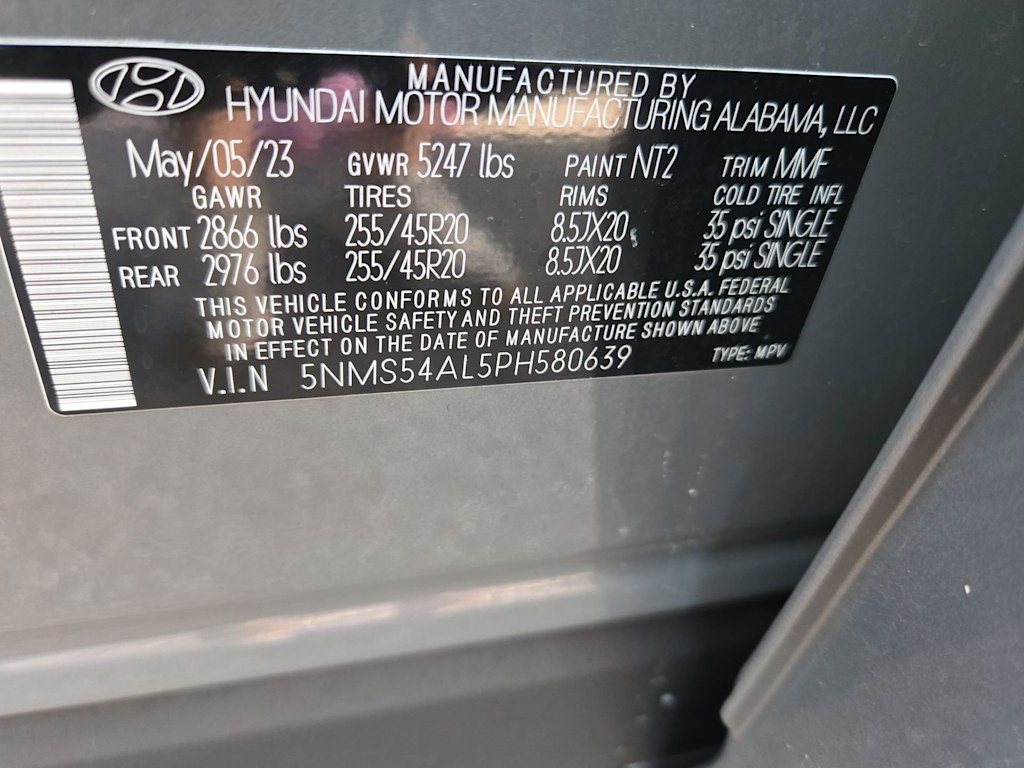 MANUFACTURED BY
HYUNDAI MOTOR MANUFACTURING ALABAMA, LLC
May/05/23 GVWR 5247 lbs PAINT NT2 TRIM MMF
GAWR TIRES RIMS COLD TIRE INFL
FRONT 2866 lbs 255/45R20 8.5JX20 35 psi SINGLE
REAR 2976 lbs 255/45R20 8.5JX20 35 psi SINGLE
THIS VEHICLE CONFORMS TO ALL APPLICABLE U.S.A. FEDERAL
MOTOR VEHICLE SAFETY AND THEFT PREVENTION STANDARDS
IN EFFECT ON THE DATE OF MANUFACTURE SHOWN ABOVE
V.I.N 5NMS54AL5PH580639 TYPE: MPV